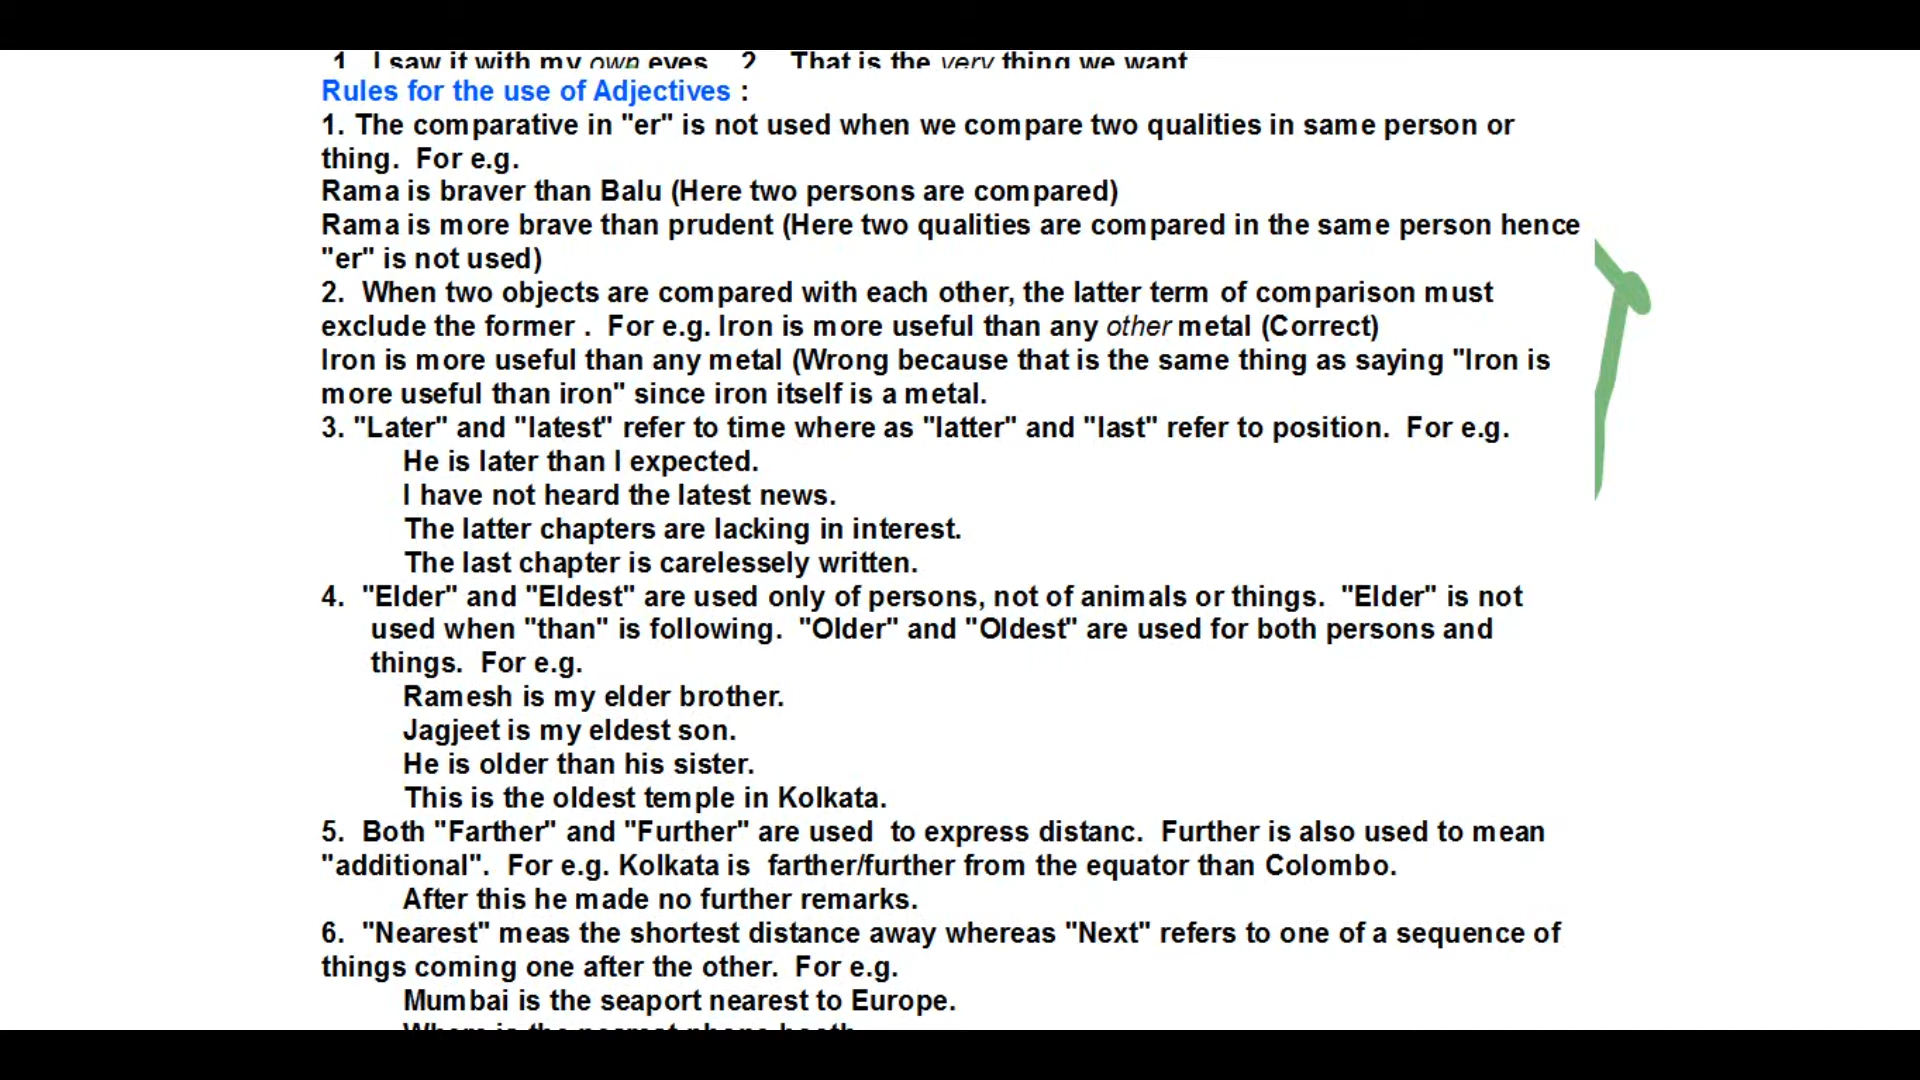 1. I saw it with my own eyes 2. That is the very thing we want
Rules for the use of Adjectives :
1. The comparative in "er" is not used when we compare two qualities in same person or
thing. For e.g.
Rama is braver than Balu (Here two persons are compared)
Rama is more brave than prudent (Here two qualities are compared in the same person hence
"er" is not used)
2. When two objects are compared with each other, the latter term of comparison must
exclude the former . For e.g. Iron is more useful than any other metal (Correct)
Iron is more useful than any metal (Wrong because that is the same thing as saying "Iron is
more useful than iron" since iron itself is a metal.
3. "Later" and "latest" refer to time where as "latter" and "last" refer to position. For e.g.
He is later than I expected.
I have not heard the latest news.
The latter chapters are lacking in interest.
The last chapter is carelessely written.
4. "Elder" and "Eldest" are used only of persons, not of animals or things. "Elder" is not
used when "than" is following. "Older" and "Oldest" are used for both persons and
things. For e.g.
Ramesh is my elder brother.
Jagjeet is my eldest son.
He is older than his sister.
This is the oldest temple in Kolkata.
5. Both "Farther" and "Further" are used to express distanc. Further is also used to mean
"additional". For e.g. Kolkata is farther/further from the equator than Colombo.
After this he made no further remarks.
6. "Nearest" meas the shortest distance away whereas "Next" refers to one of a sequence of
things coming one after the other. For e.g.
Mumbai is the seaport nearest to Europe.